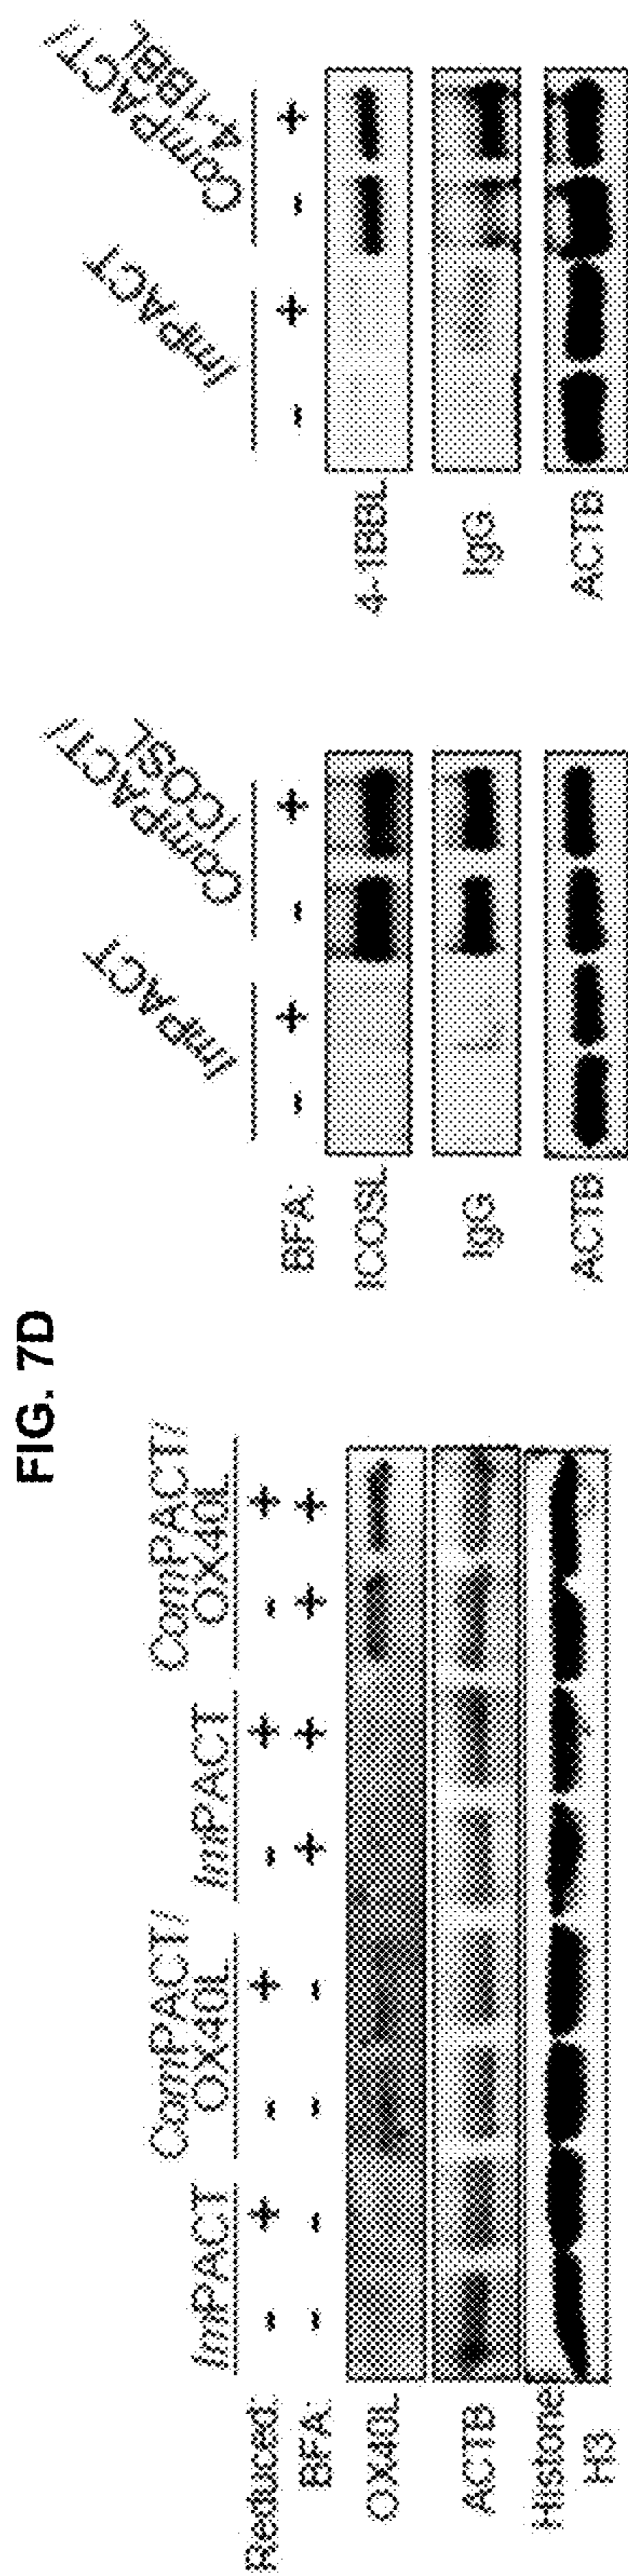 FIG. 7D
ImPACT ComPACT/ OX40L ImPACT ComPACT/ OX40L
Reduced: - + - + - + - +
BFA: - - - - + + + +
OX40L
ACTB
Histone H3
ImPACT ComPACT/ ICOSL
BFA: - + - +
ICOSL
IgG
ACTB
ImPACT ComPACT/ 4-1BBL
- + - +
4-1BBL
IgG
ACTB